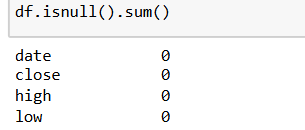 df.isnull().sum()
date 0
close 0
high 0
low 0